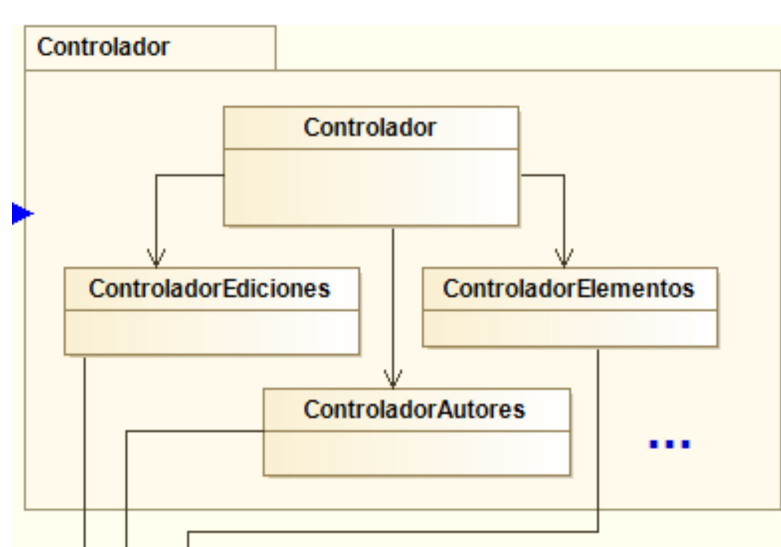 Controlador
Controlador
ControladorEdiciones
ControladorElementos
ControladorAutores
...